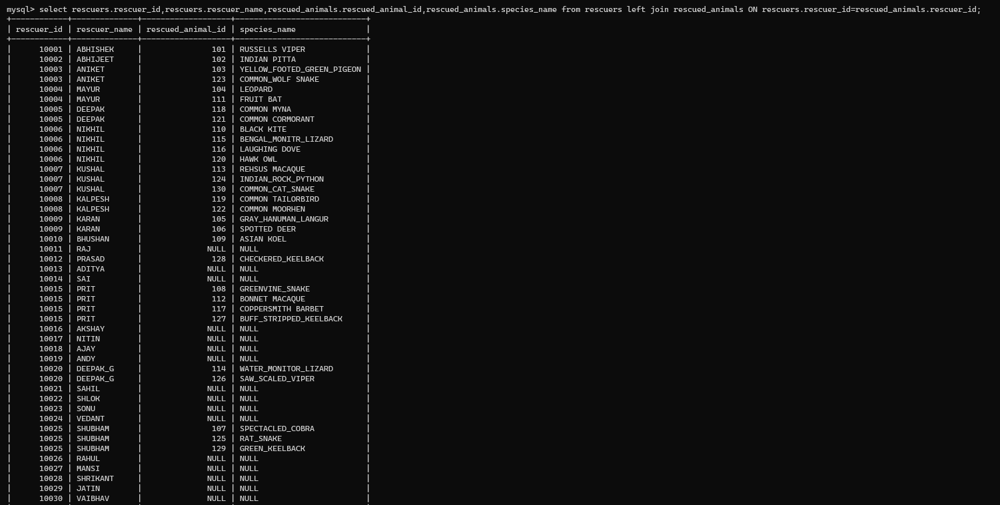 mysql> select rescuers.rescuer_id,rescuers.rescuer_name,rescued_animals.rescued_animal_id,rescued_animals.species_name from rescuers left join rescued_animals ON rescuers.rescuer_id=rescued_animals.rescuer_id;
| rescuer_id | rescuer_name | rescued_animal_id | species_name |
| 10001 | ABHISHEK | 101 | RUSSELLS VIPER |
| 10002 | ABHIJEET | 102 | INDIAN PITTA |
| 10003 | ANIKET | 103 | YELLOW_FOOTED_GREEN_PIGEON |
| 10003 | ANIKET | 123 | COMMON_WOLF SNAKE |
| 10004 | MAYUR | 104 | LEOPARD |
| 10004 | MAYUR | 111 | FRUIT BAT |
| 10005 | DEEPAK | 118 | COMMON MYNA |
| 10005 | DEEPAK | 121 | COMMON CORMORANT |
| 10006 | NIKHIL | 110 | BLACK KITE |
| 10006 | NIKHIL | 115 | BENGAL_MONITR_LIZARD |
| 10006 | NIKHIL | 116 | LAUGHING DOVE |
| 10006 | NIKHIL | 120 | HAWK OWL |
| 10007 | KUSHAL | 113 | REHSUS MACAQUE |
| 10007 | KUSHAL | 124 | INDIAN_ROCK_PYTHON |
| 10007 | KUSHAL | 130 | COMMON_CAT_SNAKE |
| 10008 | KALPESH | 119 | COMMON TAILORBIRD |
| 10008 | KALPESH | 122 | COMMON MOORHEN |
| 10009 | KARAN | 105 | GRAY_HANUMAN_LANGUR |
| 10009 | KARAN | 106 | SPOTTED DEER |
| 10010 | BHUSHAN | 109 | ASIAN KOEL |
| 10011 | RAJ | NULL | NULL |
| 10012 | PRASAD | 128 | CHECKERED_KEELBACK |
| 10013 | ADITYA | NULL | NULL |
| 10014 | SAI | NULL | NULL |
| 10015 | PRIT | 108 | GREENVINE_SNAKE |
| 10015 | PRIT | 112 | BONNET MACAQUE |
| 10015 | PRIT | 117 | COPPERSMITH BARBET |
| 10015 | PRIT | 127 | BUFF_STRIPPED_KEELBACK |
| 10016 | AKSHAY | NULL | NULL |
| 10017 | NITIN | NULL | NULL |
| 10018 | AJAY | NULL | NULL |
| 10019 | ANDY | NULL | NULL |
| 10020 | DEEPAK_G | 114 | WATER_MONITOR_LIZARD |
| 10020 | DEEPAK_G | 126 | SAW_SCALED_VIPER |
| 10021 | SAHIL | NULL | NULL |
| 10022 | SHLOK | NULL | NULL |
| 10023 | SONU | NULL | NULL |
| 10024 | VEDANT | NULL | NULL |
| 10025 | SHUBHAM | 107 | SPECTACLED_COBRA |
| 10025 | SHUBHAM | 125 | RAT_SNAKE |
| 10025 | SHUBHAM | 129 | GREEN_KEELBACK |
| 10026 | RAHUL | NULL | NULL |
| 10027 | MANSI | NULL | NULL |
| 10028 | SHRIKANT | NULL | NULL |
| 10029 | JATIN | NULL | NULL |
| 10030 | VAIBHAV | NULL | NULL |